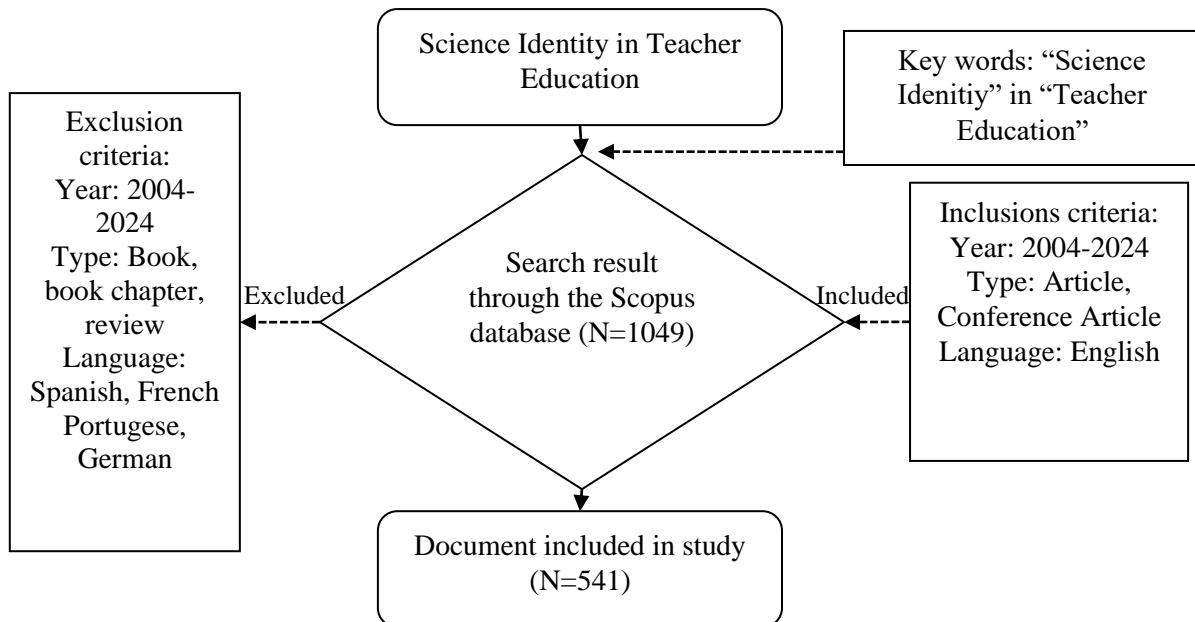 Science Identity in Teacher
Education
Key words: “Science
Idenitiy” in “Teacher
Education”
Exclusion
criteria:
Year: 2004-
2024
Type: Book,
book chapter,
review
Language:
Spanish, French
Portugese,
German
Excluded
Search result
through the Scopus
database (N=1049)
Included
Inclusions criteria:
Year: 2004-2024
Type: Article,
Conference Article
Language: English
Document included in study
(N=541)